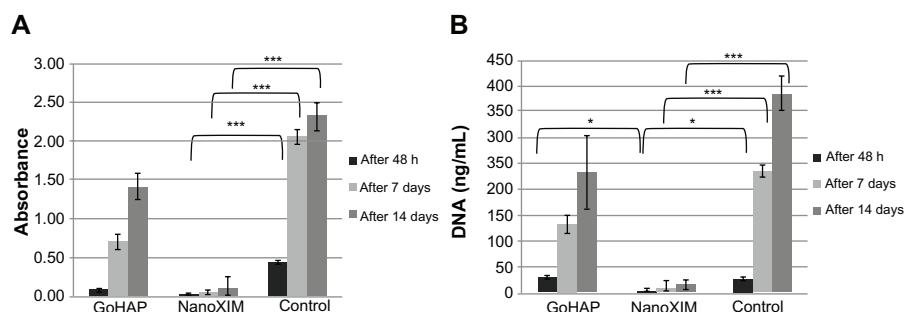 A
3.00
2.50
2.00
1.50
1.00
0.50
0.00
Absorbance
***
***
***
GoHAP NanoXIM Control
After 48 h
After 7 days
After 14 days
B
450
400
350
300
250
200
150
100
50
0
DNA (ng/mL)
***
***
* *
GoHAP NanoXIM Control
After 48 h
After 7 days
After 14 days